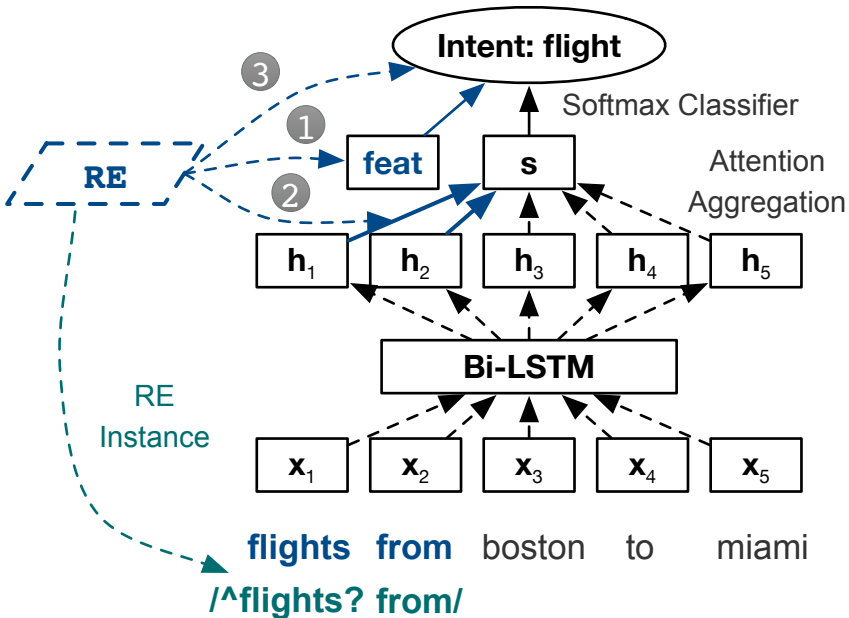 Intent: flight
3
Softmax Classifier
1
RE
feat
s
Attention
Aggregation
2
h1 h2 h3 h4 h5
Bi-LSTM
RE
Instance
x1 x2 x3 x4 x5
flights from boston to miami
/^flights? from/